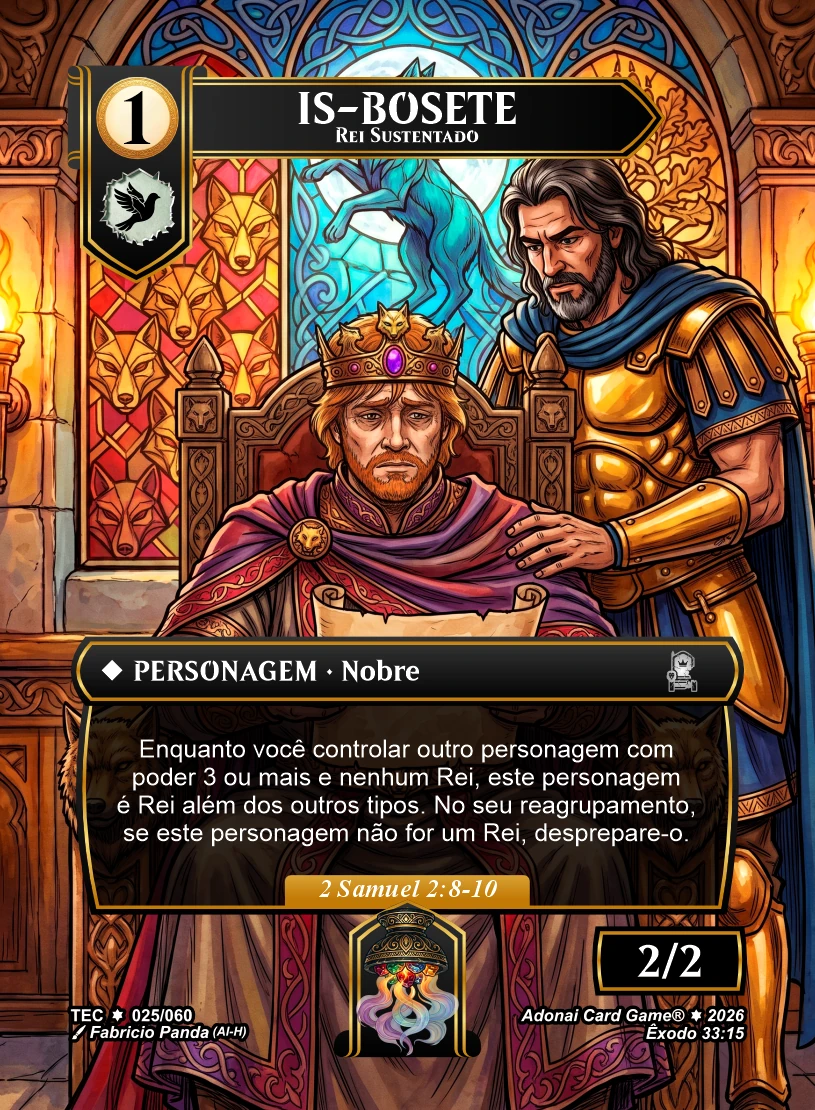 1
IS-BOSETE
REI SUSTENTADO
◆ PERSONAGEM · Nobre
Enquanto você controlar outro personagem com
poder 3 ou mais e nenhum Rei, este personagem
é Rei além dos outros tipos. No seu reagrupamento,
se este personagem não for um Rei, desprepare-o.
2 Samuel 2:8-10
2/2
TEC ✶ 025/060
Fabricio Panda (AI-H)
Adonai Card Game® ✶ 2026
Êxodo 33:15